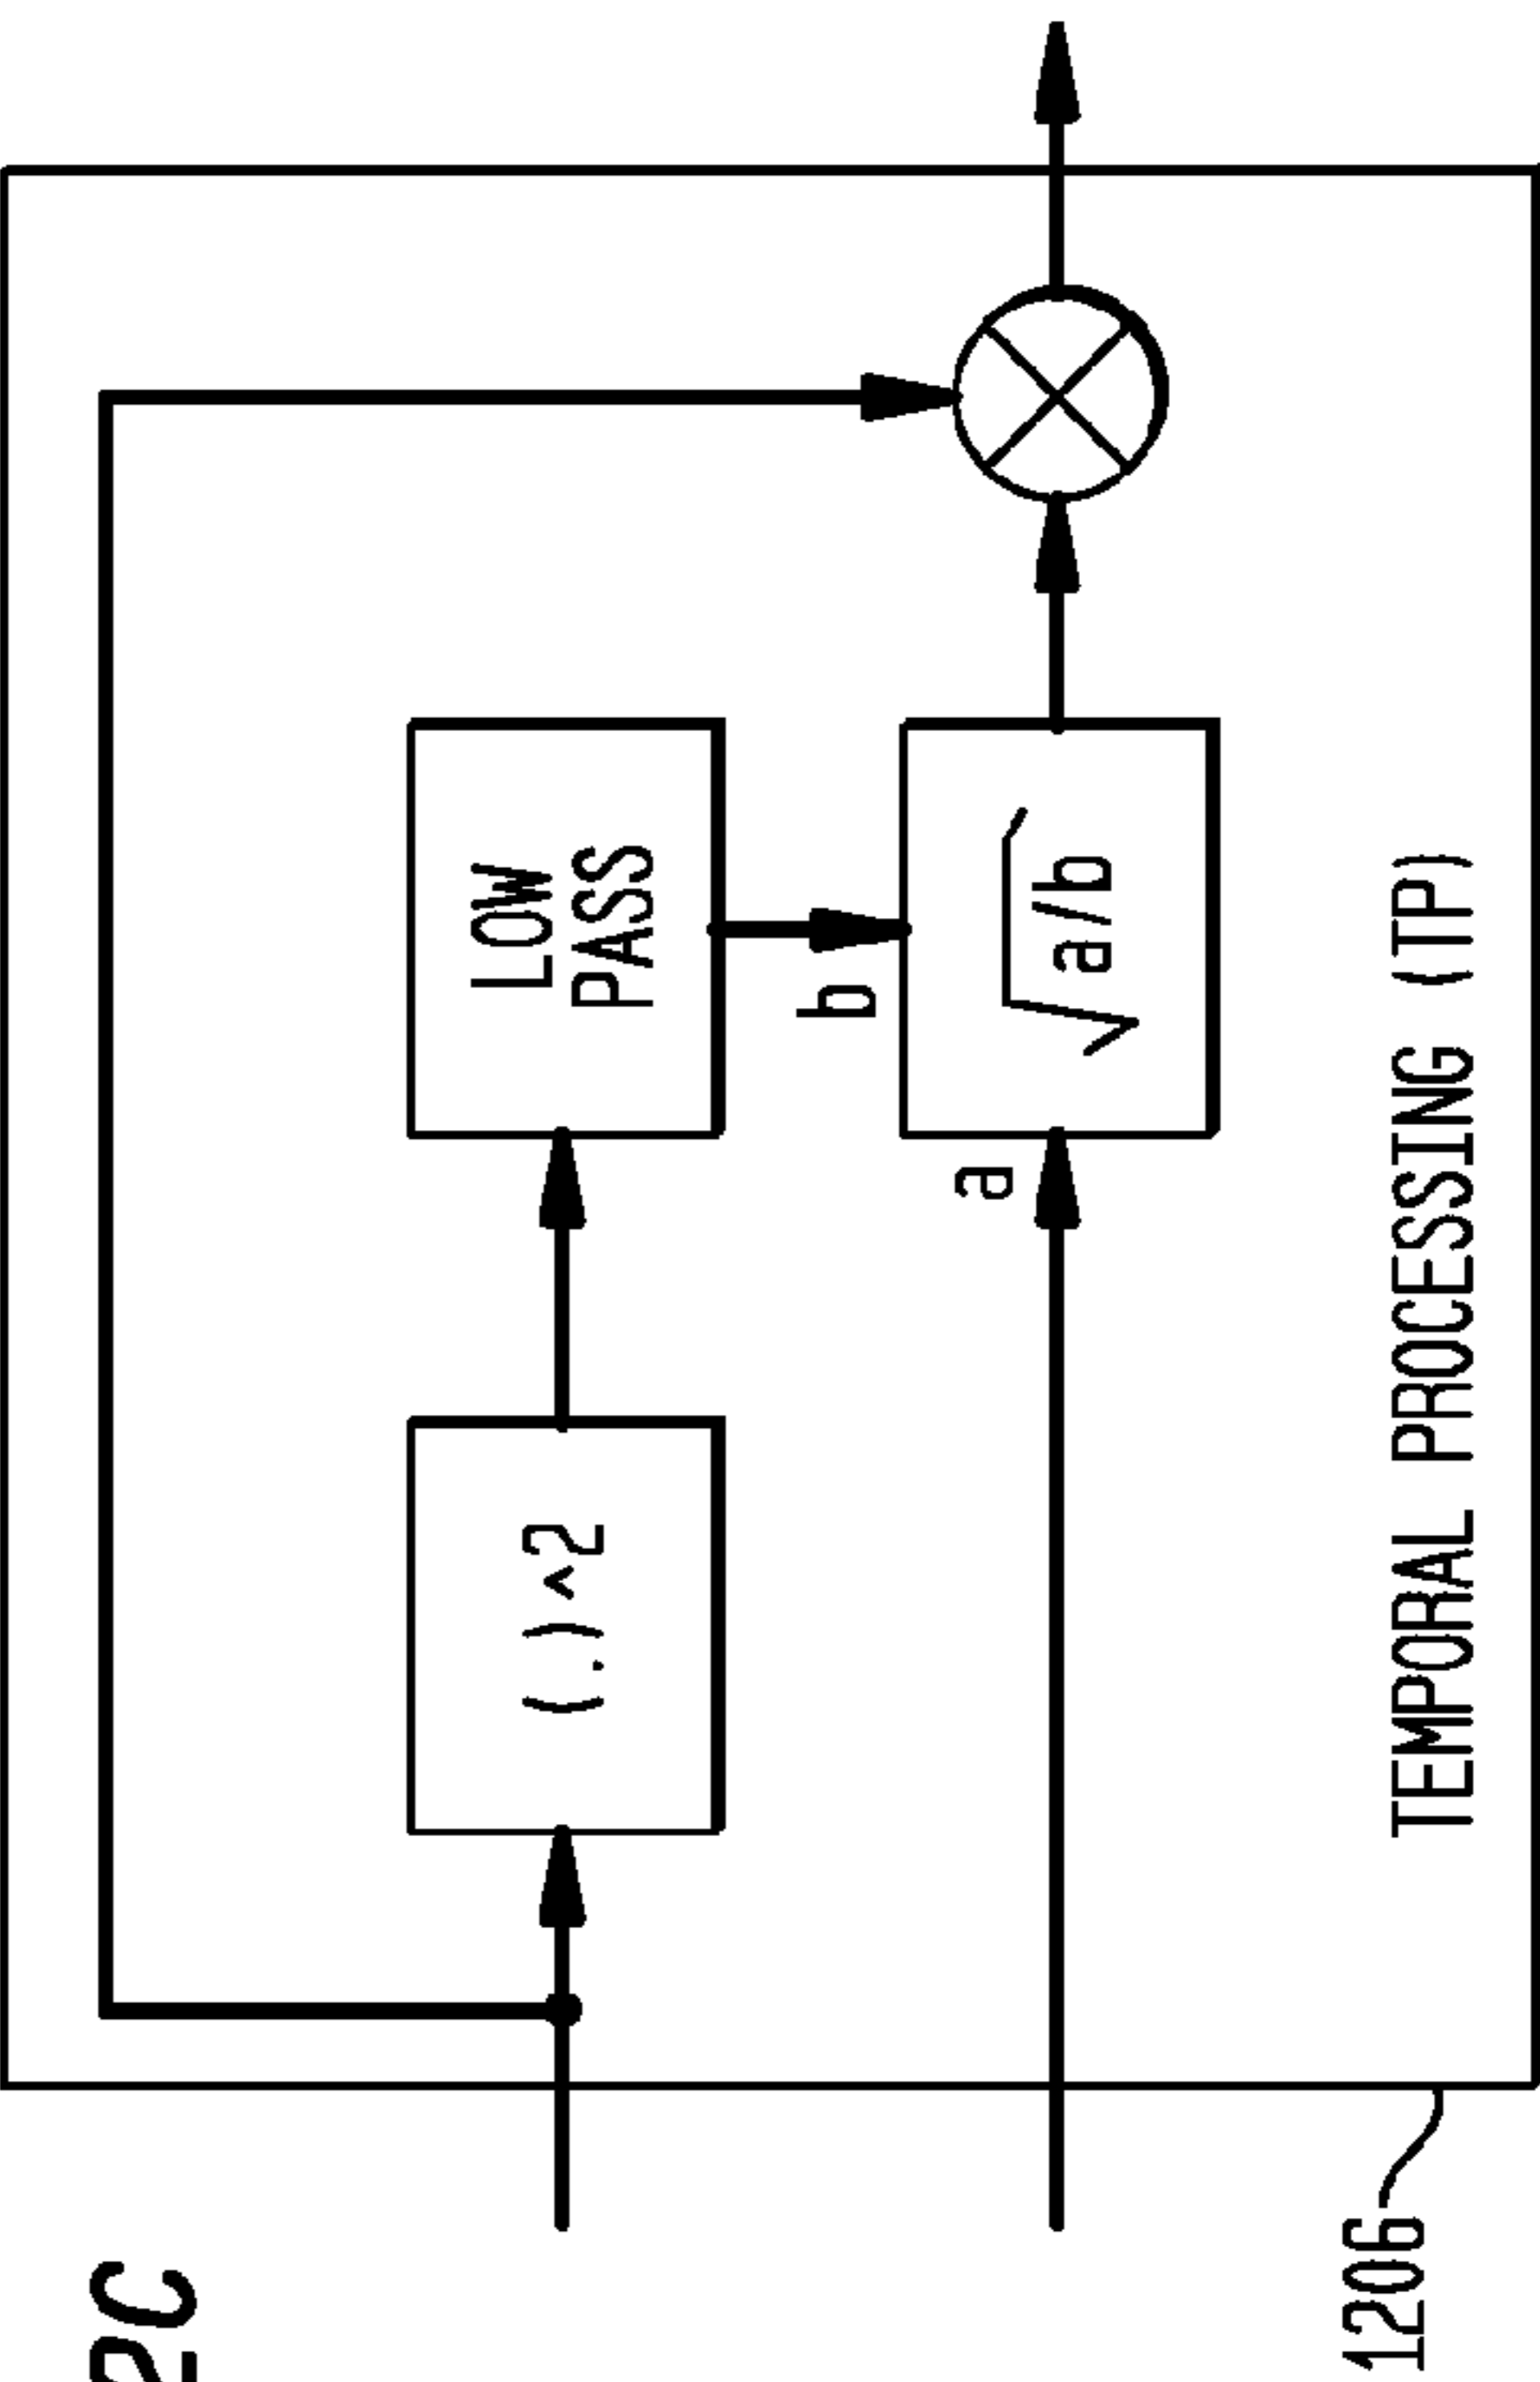 2C
LOW
PASS
(.)^2
b
a
√a/b
TEMPORAL PROCESSING (TP)
1206